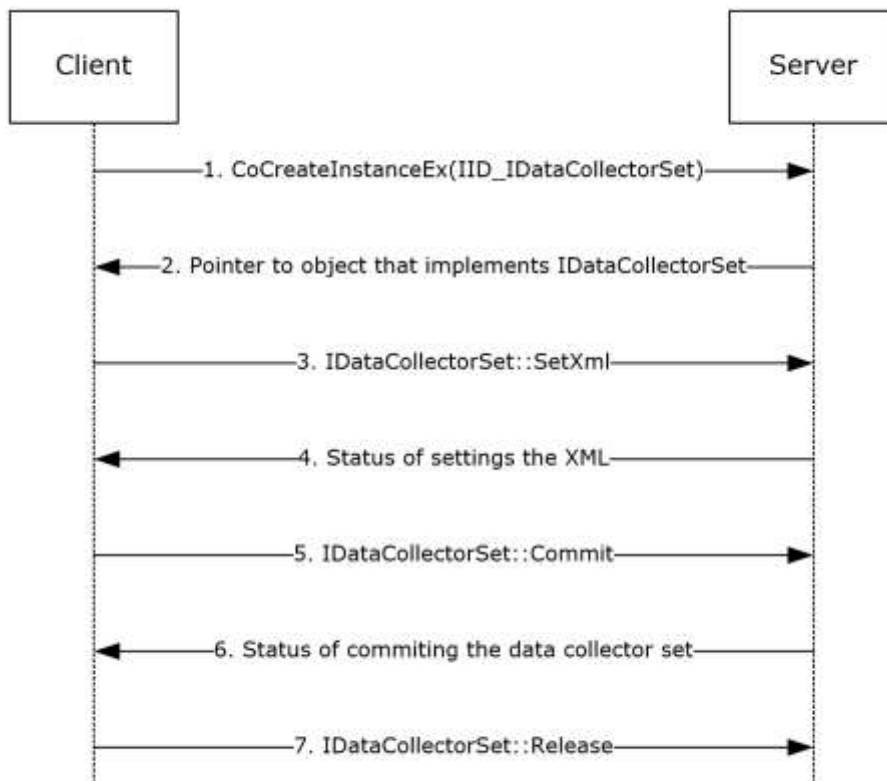 Client
Server
1. CoCreateInstanceEx(IID_IDataCollectorSet)
2. Pointer to object that implements IDataCollectorSet
3. IDataCollectorSet::SetXml
4. Status of settings the XML
5. IDataCollectorSet::Commit
6. Status of commiting the data collector set
7. IDataCollectorSet::Release